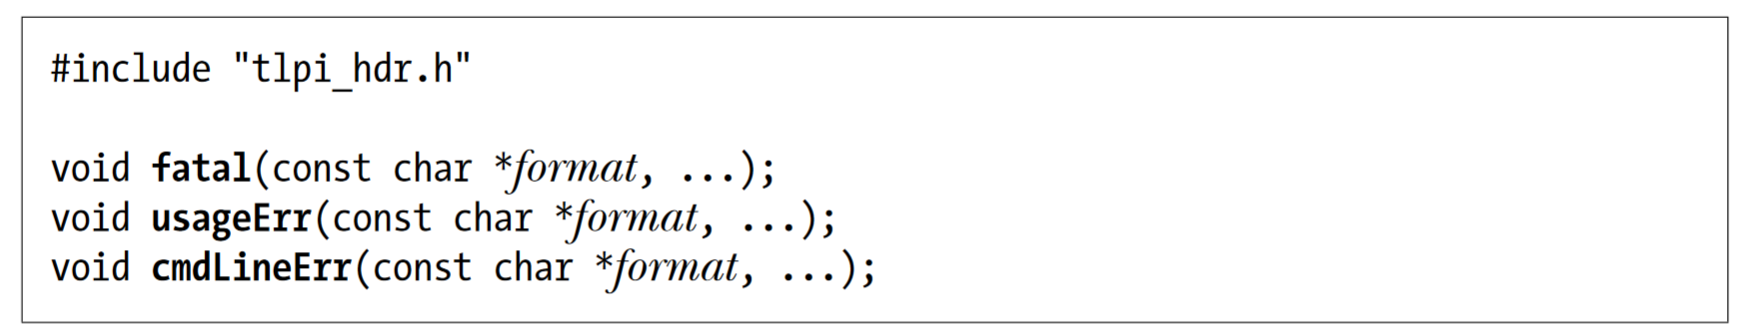 #include "tlpi_hdr.h"
void fatal(const char *format, ...);
void usageErr(const char *format, ...);
void cmdLineErr(const char *format, ...);